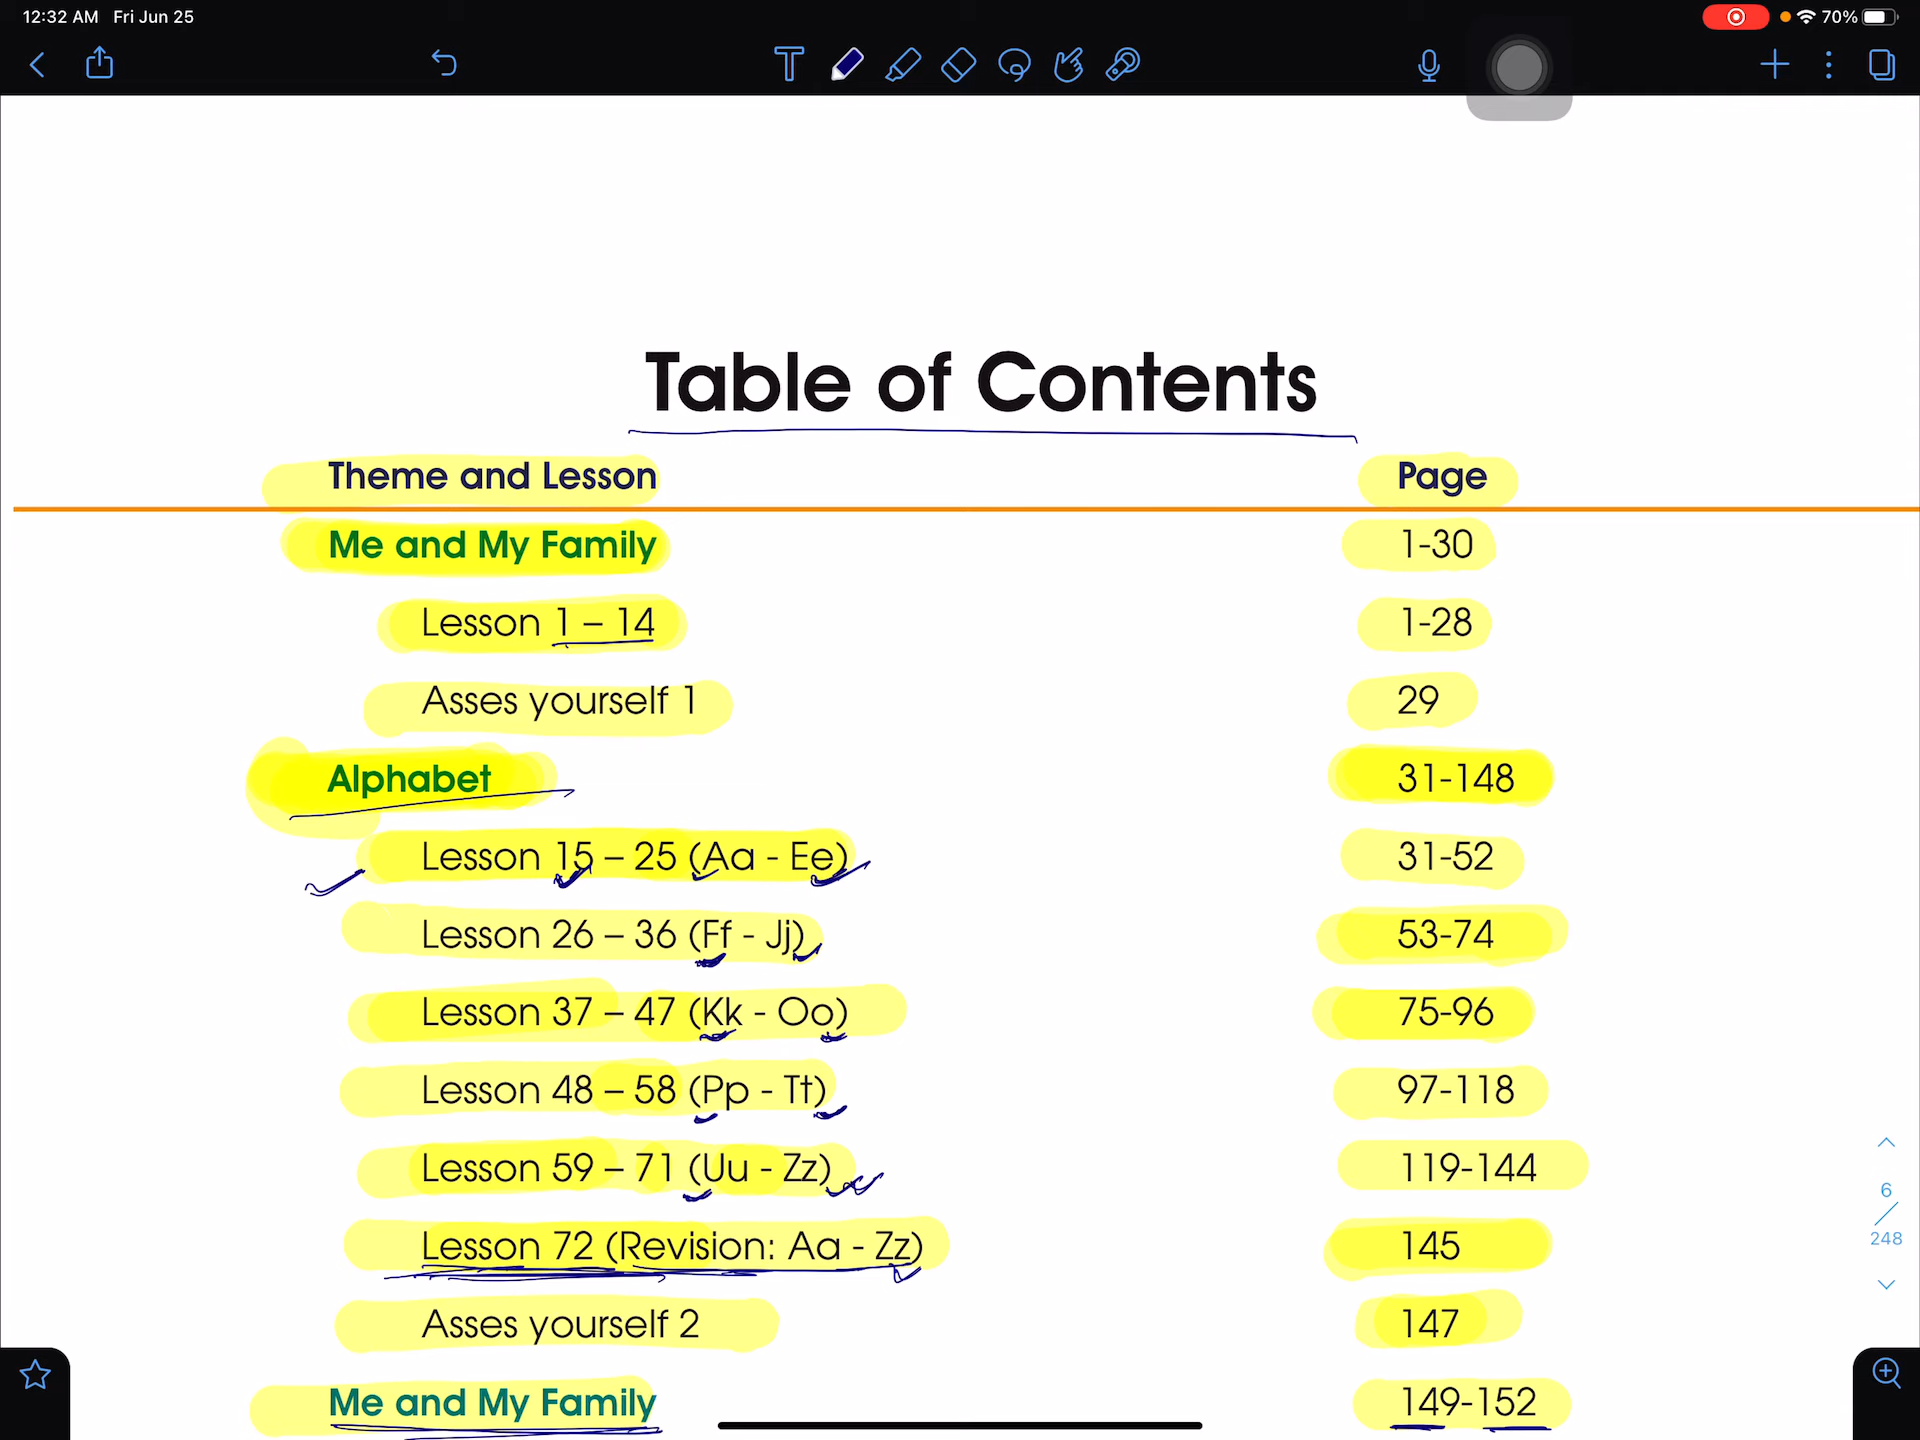 12:32 AM Fri Jun 25 70%
Table of Contents
Theme and Lesson Page
Me and My Family 1-30
Lesson 1 – 14 1-28
Asses yourself 1 29
Alphabet 31-148
Lesson 15 – 25 (Aa - Ee) 31-52
Lesson 26 – 36 (Ff - Jj) 53-74
Lesson 37 – 47 (Kk - Oo) 75-96
Lesson 48 – 58 (Pp - Tt) 97-118
Lesson 59 – 71 (Uu - Zz) 119-144
Lesson 72 (Revision: Aa - Zz) 145
Asses yourself 2 147
Me and My Family 149-152
6
/
248